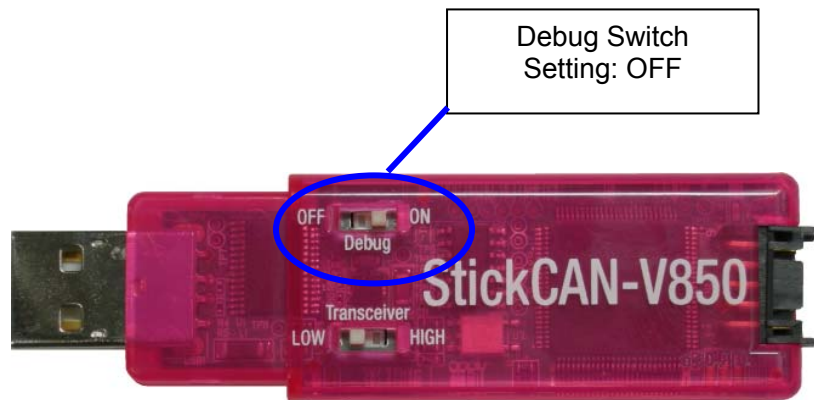 Debug Switch
Setting: OFF
OFF ON
Debug
StickCAN-V850
Transceiver
LOW HIGH